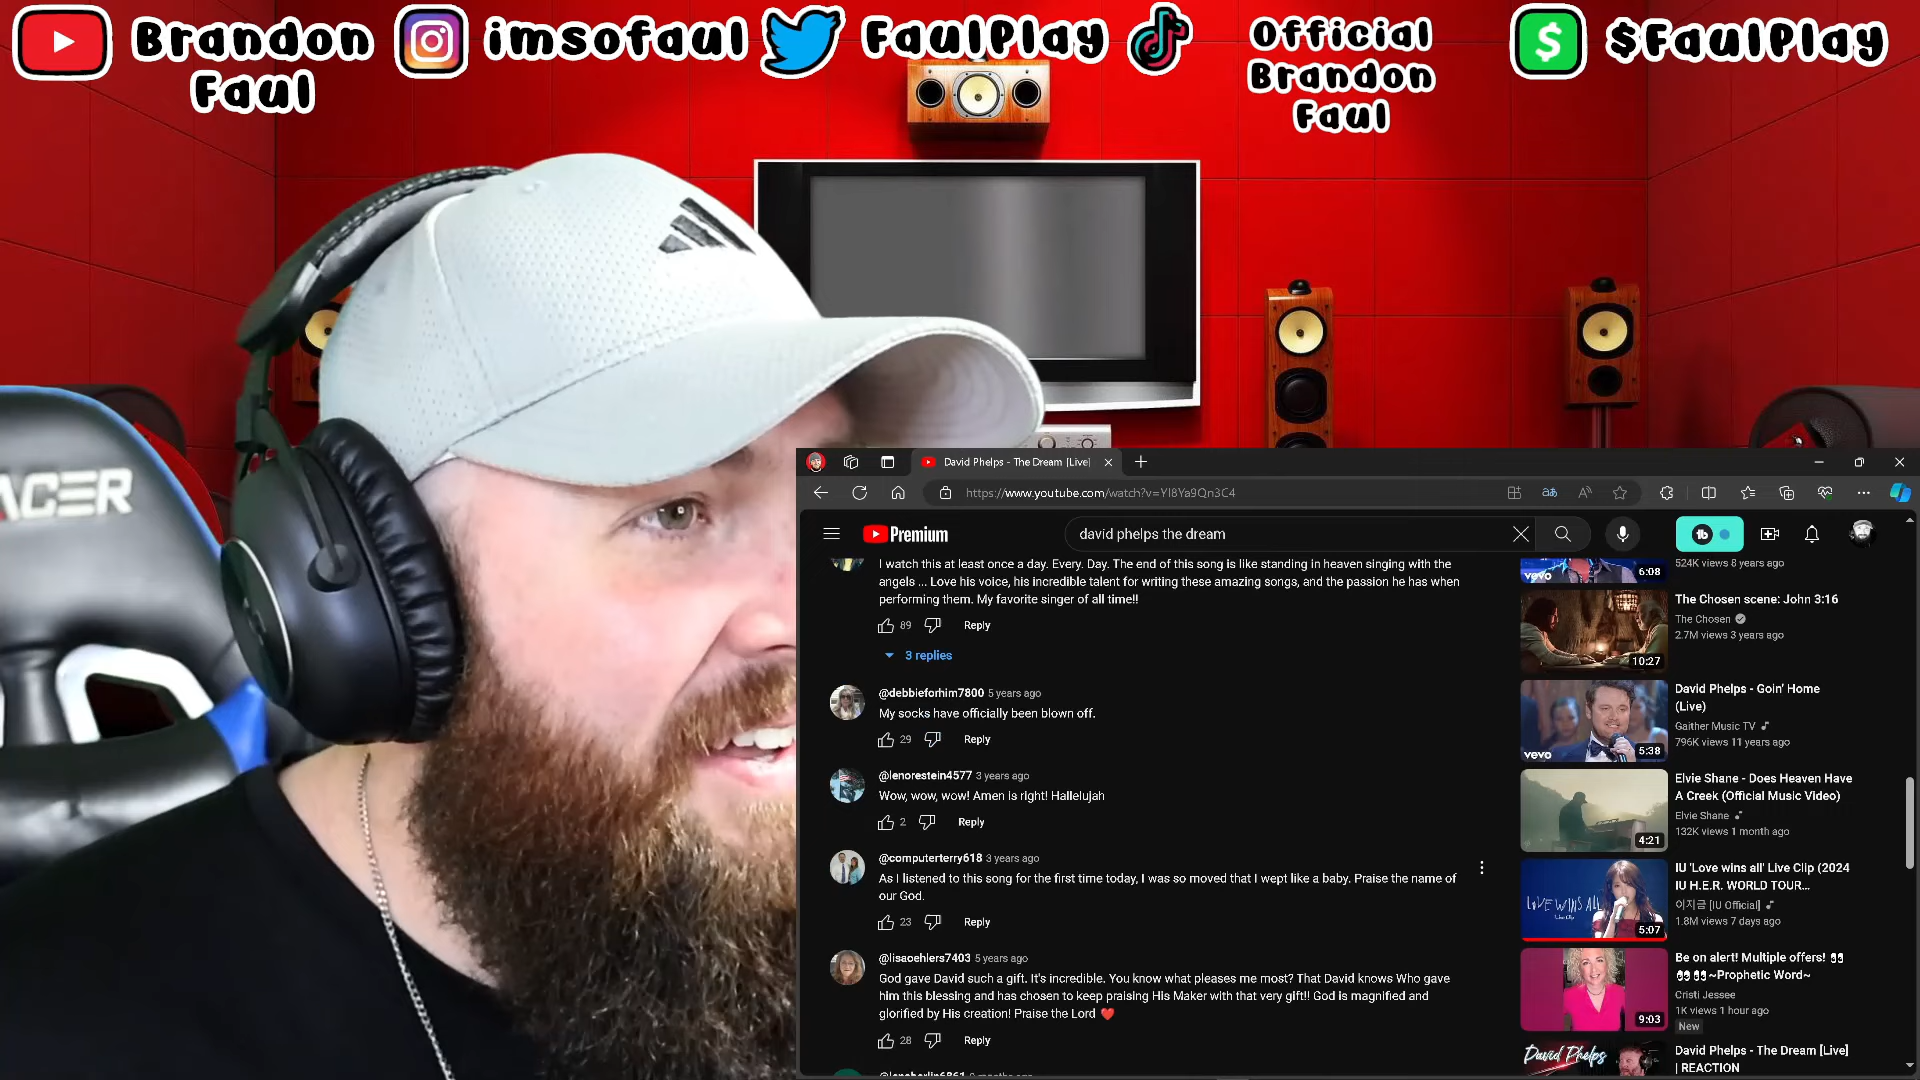 Brandon
Faul
imsofaul
FaulPlay
Official
Brandon
Faul
$FaulPlay
ACER
David Phelps - The Dream [Live]
https://www.youtube.com/watch?v=YI8Ya9Qn3C4
Premium
david phelps the dream
I watch this at least once a day. Every. Day. The end of this song is like standing in heaven singing with the
angels ... Love his voice, his incredible talent for writing these amazing songs, and the passion he has when
performing them. My favorite singer of all time!!
89
Reply
3 replies
@debbieforhim7800 5 years ago
My socks have officially been blown off.
29
Reply
@lenorestein4577 3 years ago
Wow, wow, wow! Amen is right! Hallelujah
2
Reply
@computerterry618 3 years ago
As I listened to this song for the first time today, I was so moved that I wept like a baby. Praise the name of
our God.
23
Reply
@lisaoehlers7403 5 years ago
God gave David such a gift. It's incredible. You know what pleases me most? That David knows Who gave
him this blessing and has chosen to keep praising His Maker with that very gift!! God is magnified and
glorified by His creation! Praise the Lord ❤️
28
Reply
vevo
6:08
524K views 8 years ago
10:27
The Chosen scene: John 3:16
The Chosen
2.7M views 3 years ago
vevo
5:38
David Phelps - Goin' Home
(Live)
Gaither Music TV
796K views 11 years ago
4:21
Elvie Shane - Does Heaven Have
A Creek (Official Music Video)
Elvie Shane
132K views 1 month ago
LOVE WINS ALL
Live Clip
5:07
IU 'Love wins all' Live Clip (2024
IU H.E.R. WORLD TOUR...
이지금 [IU Official]
1.8M views 7 days ago
9:03
Be on alert! Multiple offers!
~Prophetic Word~
Cristi Jessee
1K views 1 hour ago
New
David Phelps
David Phelps - The Dream [Live]
| REACTION